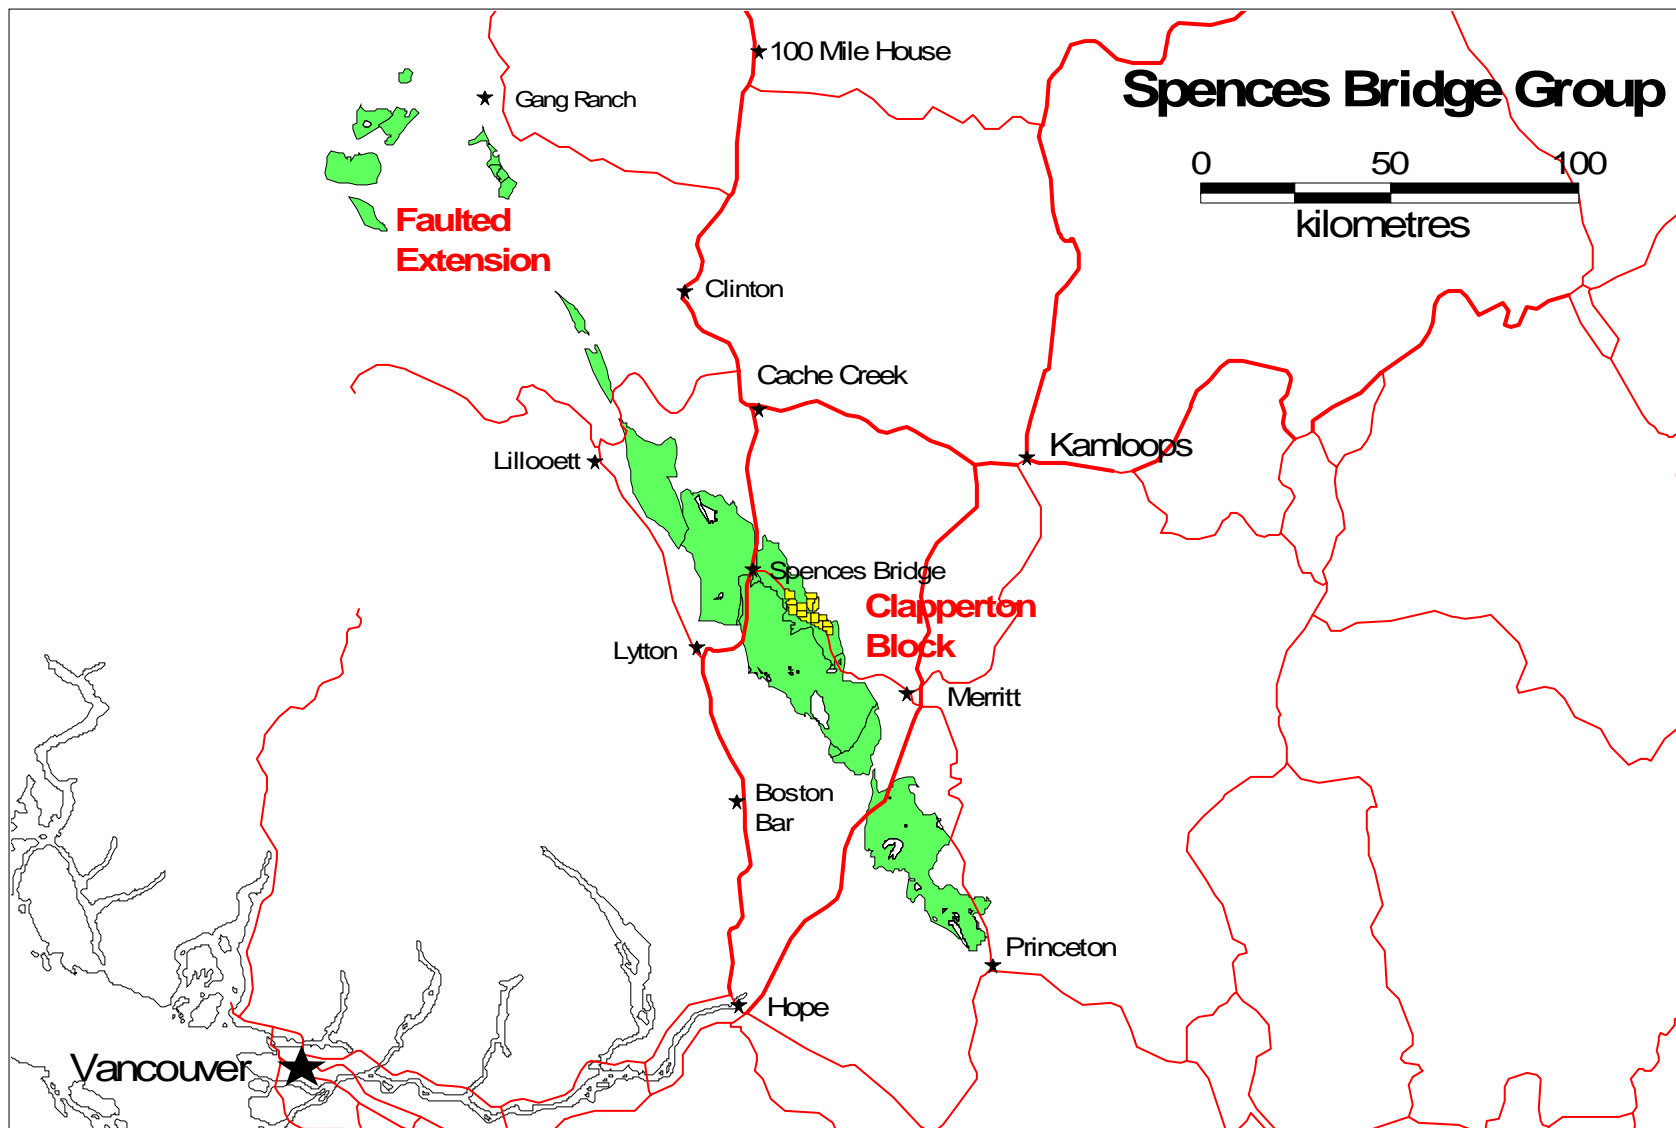 100 Mile House
Spences Bridge Group
Gang Ranch
0 50 100
kilometres
Faulted
Extension
Clinton
Cache Creek
Kamloops
Lillooett
Spences Bridge
Clapperton
Block
Lytton
Merritt
Boston
Bar
Princeton
Hope
Vancouver